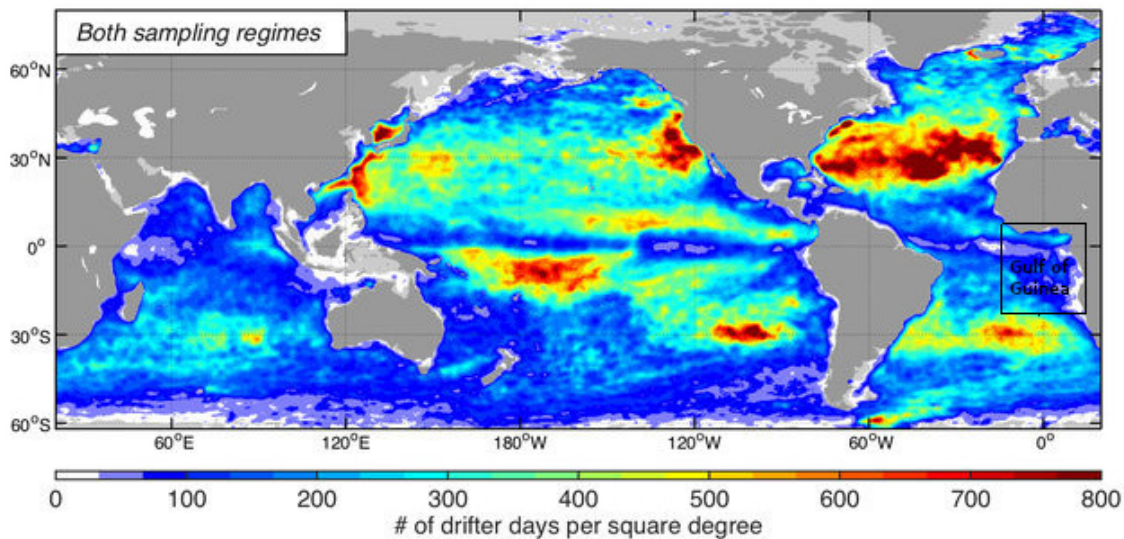 Both sampling regimes
60°N
30°N
0°
30°S
60°S
Gulf of
Guinea
60°E 120°E 180°W 120°W 60°W 0°
0 100 200 300 400 500 600 700 800
# of drifter days per square degree